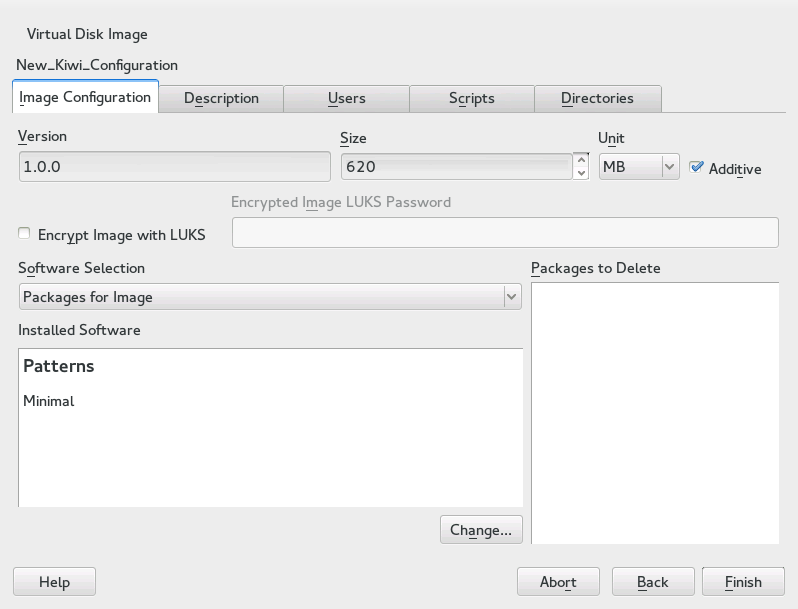 Virtual Disk Image
New_Kiwi_Configuration
Image Configuration Description Users Scripts Directories
Version Size Unit
1.0.0 620 MB Additive
Encrypted Image LUKS Password
Encrypt Image with LUKS
Software Selection Packages to Delete
Packages for Image
Installed Software
Patterns
Minimal
Change...
Help Abort Back Finish